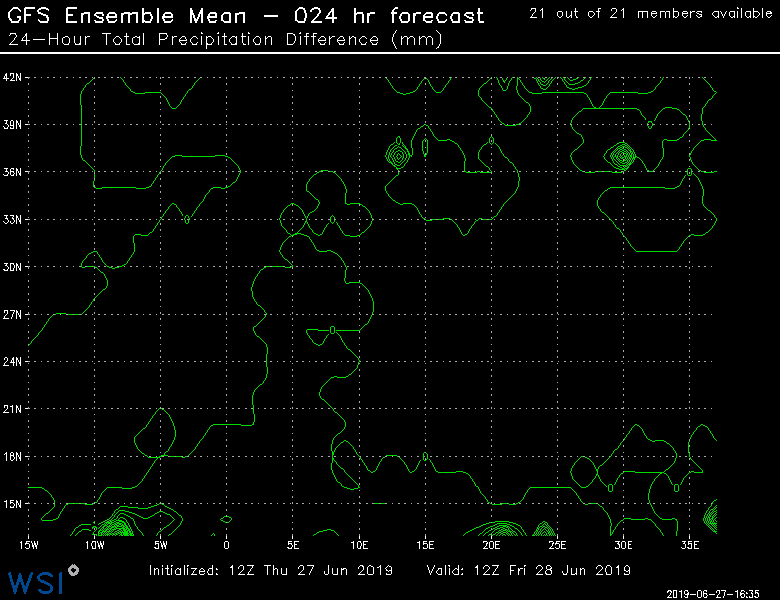 GFS Ensemble Mean – 024 hr forecast
21 out of 21 members available
24–Hour Total Precipitation Difference (mm)
42N
39N
0
0
0
36N
0
33N
0
0
30N
27N
0
24N
21N
18N
0
0
0
15N
0
15W 10W 5W 0 5E 10E 15E 20E 25E 30E 35E
Initialized: 12Z Thu 27 Jun 2019
Valid: 12Z Fri 28 Jun 2019
WSI
2019-06-27-16:35